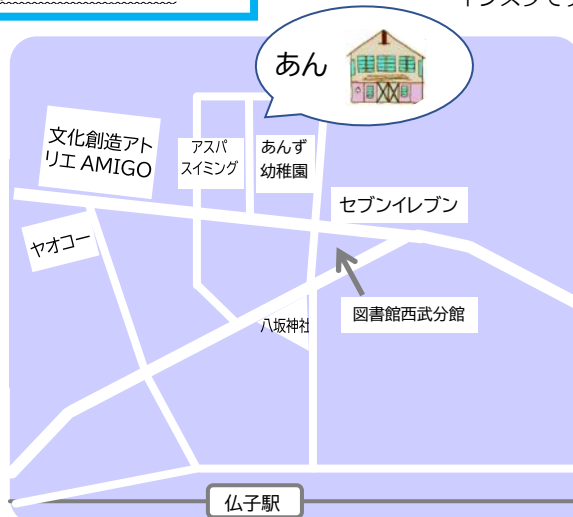 あん
文化創造アト
リエ AMIGO
アスパ
スイミング
あんず
幼稚園
セブンイレブン
ヤオコー
図書館西武分館
八坂神社
仏子駅